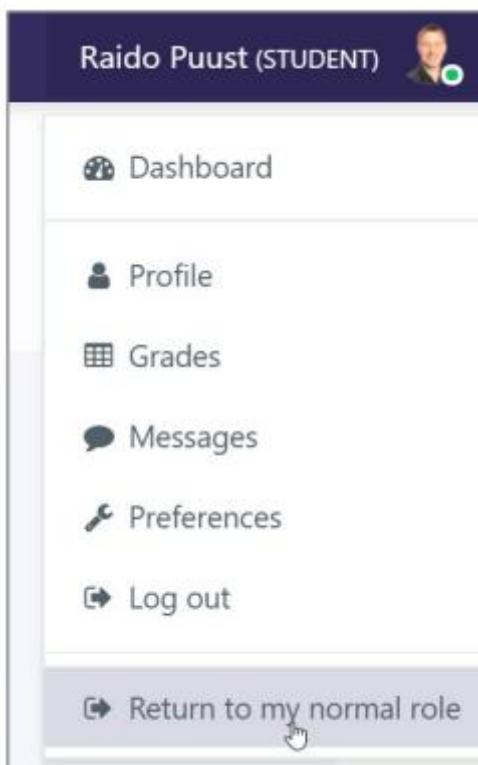 Raido Puust (STUDENT)
Dashboard
Profile
Grades
Messages
Preferences
Log out
Return to my normal role